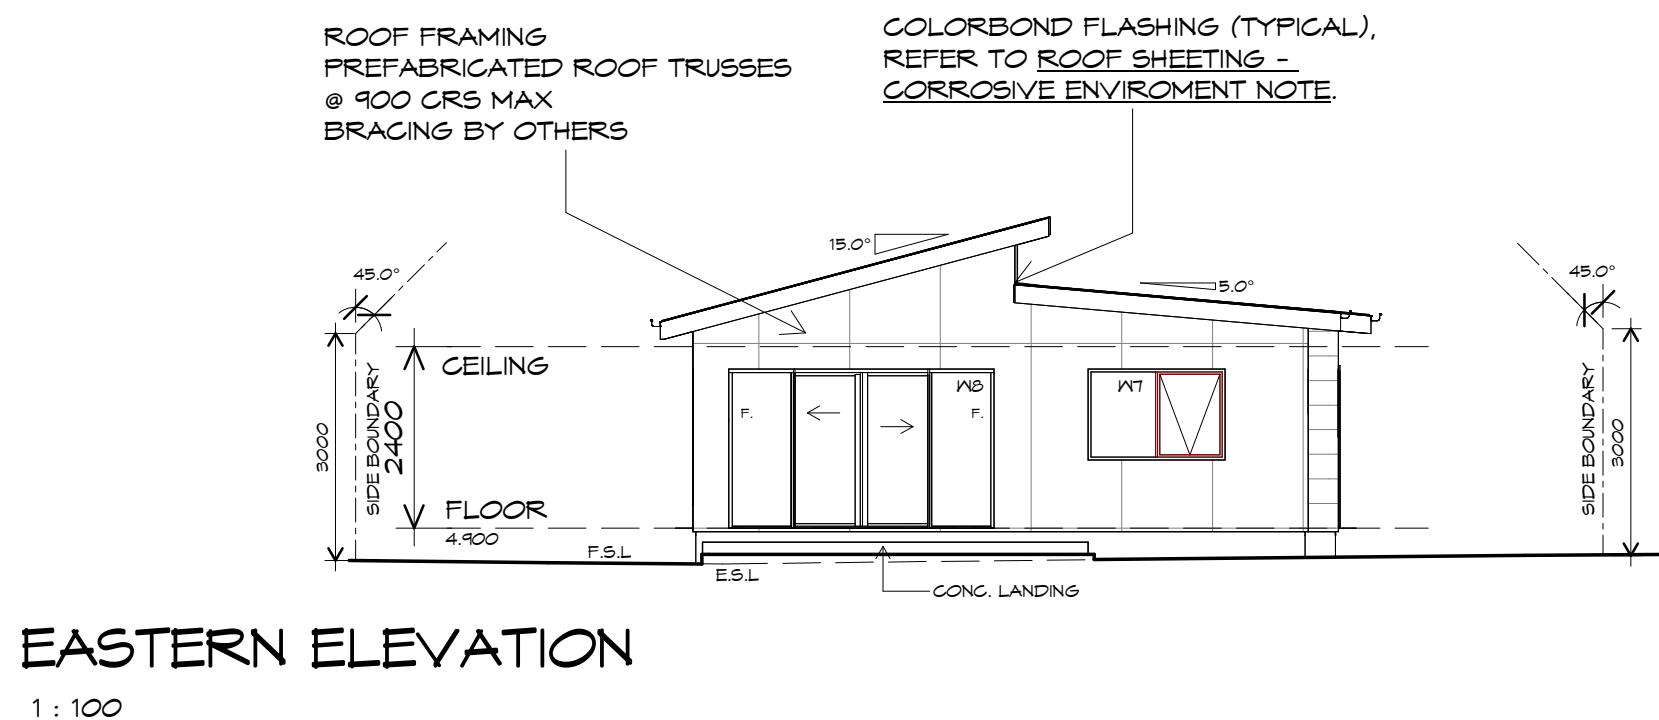 ROOF FRAMING
PREFABRICATED ROOF TRUSSES
@ 900 CRS MAX
BRACING BY OTHERS
COLORBOND FLASHING (TYPICAL),
REFER TO ROOF SHEETING -
CORROSIVE ENVIROMENT NOTE.
15.0°
5.0°
45.0°
45.0°
CEILING
SIDE BOUNDARY
2400
3000
W8
F.
F.
W7
SIDE BOUNDARY
3000
FLOOR
4.900
F.S.L
E.S.L
CONC. LANDING
EASTERN ELEVATION
1 : 100